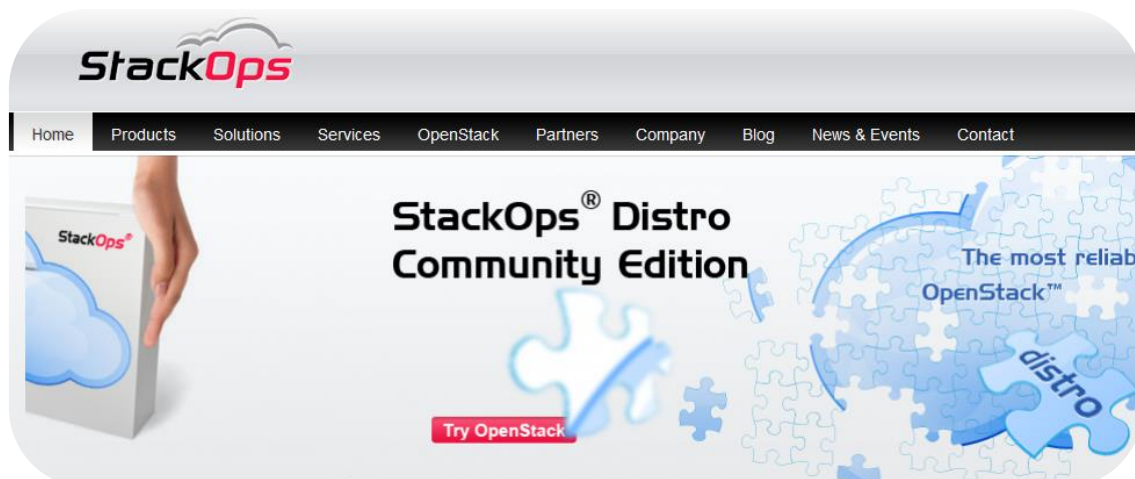 StackOps
Home Products Solutions Services OpenStack Partners Company Blog News & Events Contact
StackOps®
StackOps® Distro
Community Edition
The most reliab
OpenStack™
distro
Try OpenStack